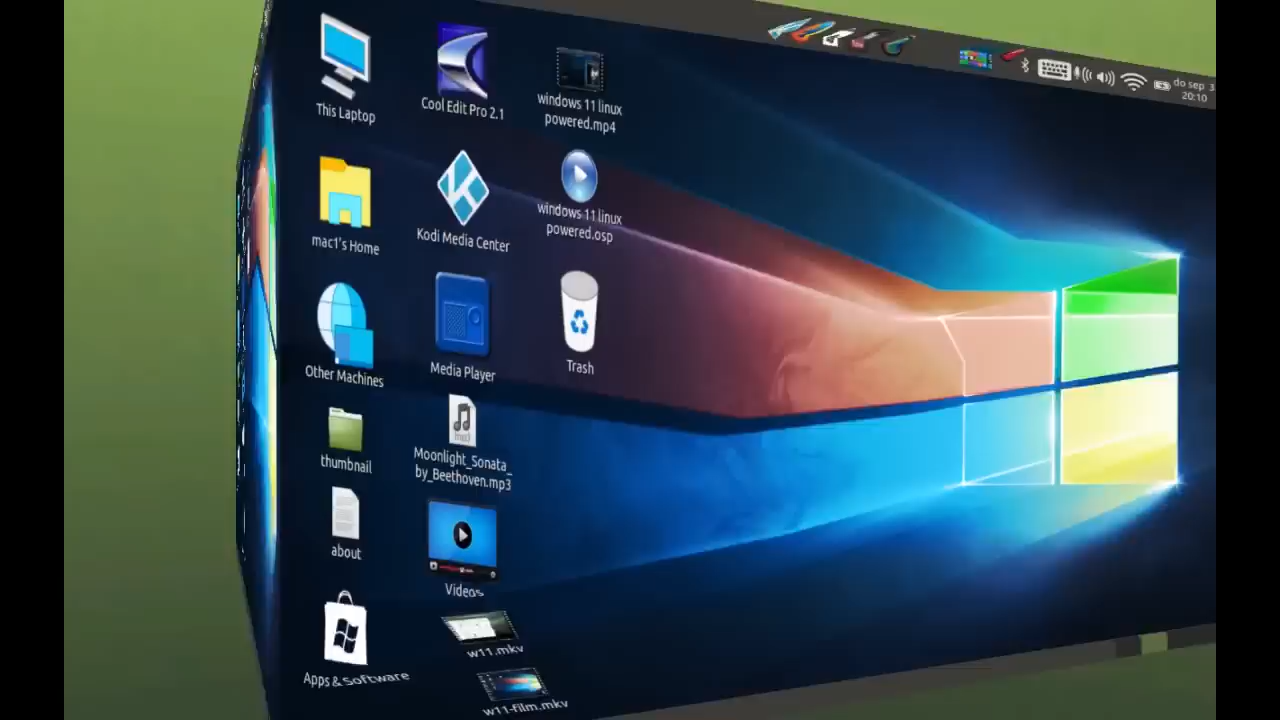 This Laptop
Cool Edit Pro 2.1
windows 11 linux
powered.mp4
do sep 3
20:10
mac1's Home
Kodi Media Center
windows 11 linux
powered.osp
Other Machines
Media Player
Trash
thumbnail
mp3
Moonlight_Sonata_
by_Beethoven.mp3
about
Videos
Apps & Software
w11.mkv
w11-film.mkv